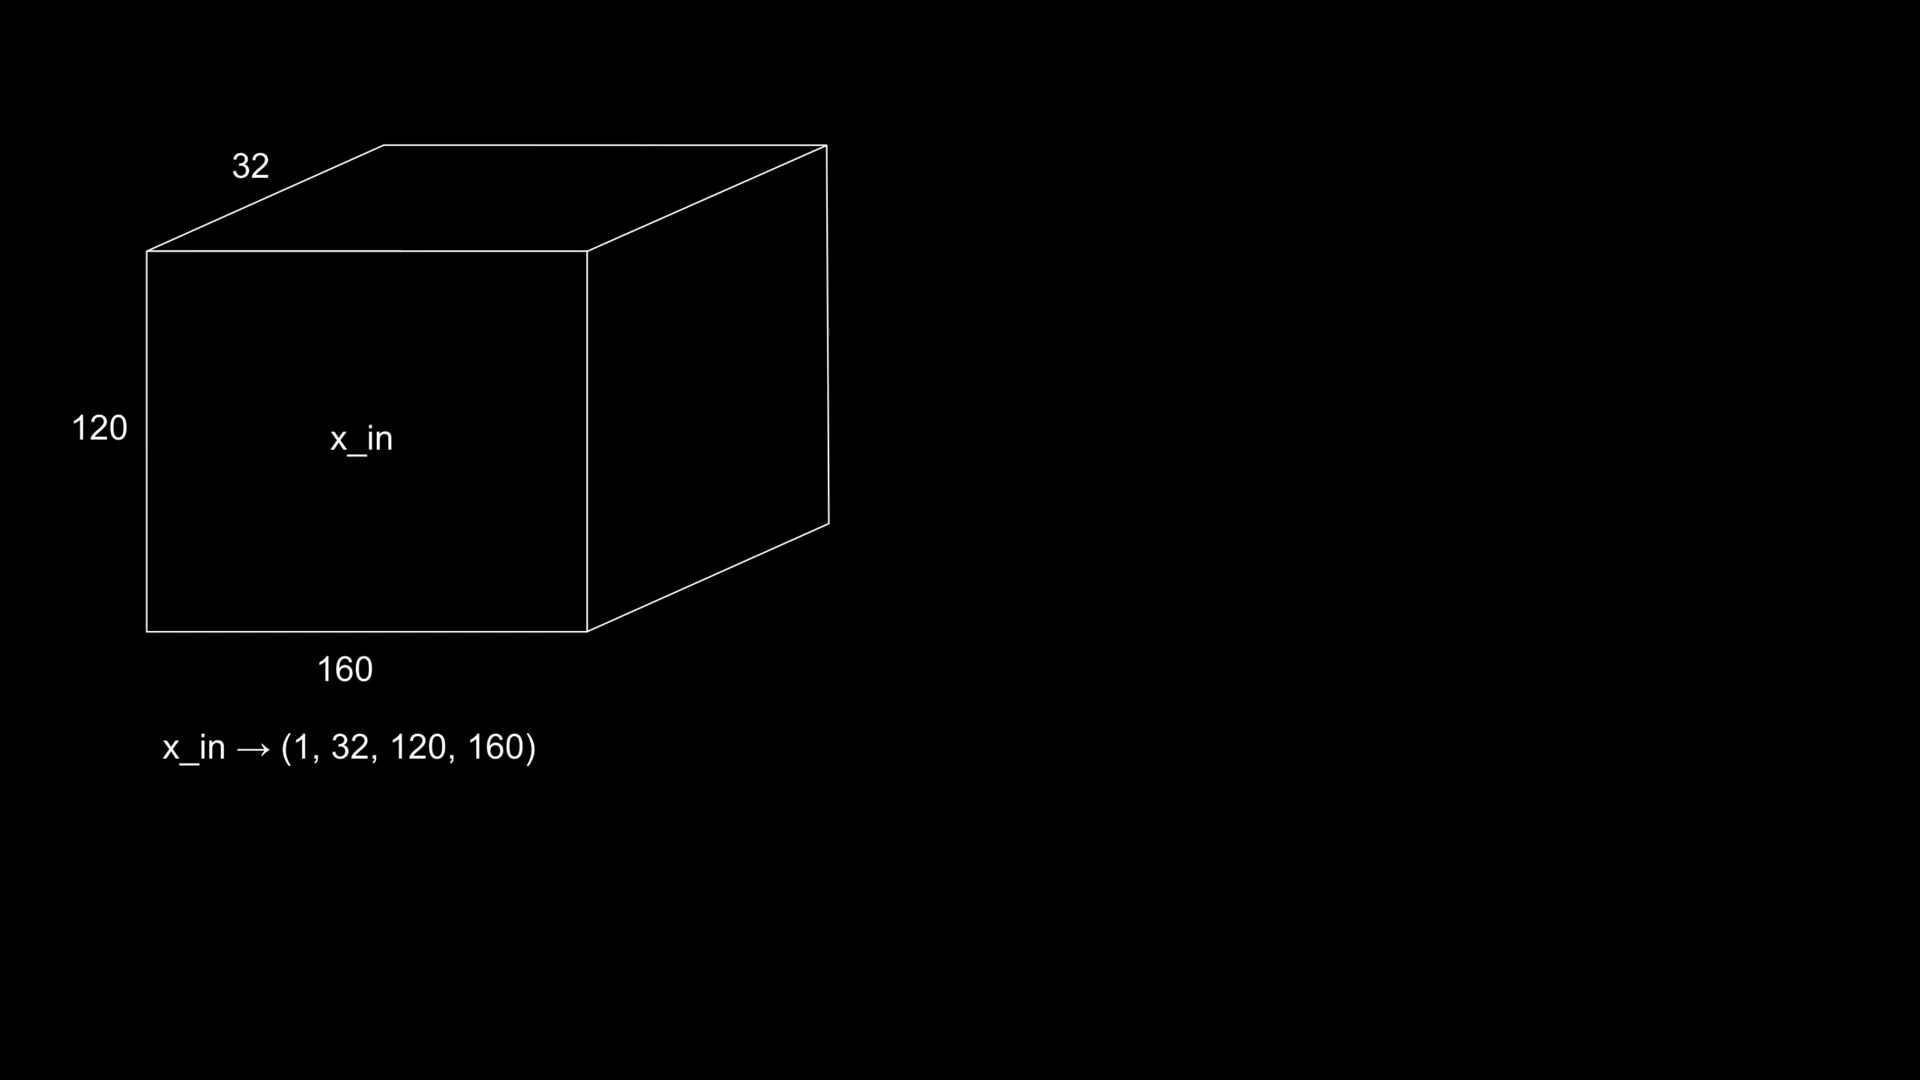 32
120
x_in
160
x_in → (1, 32, 120, 160)